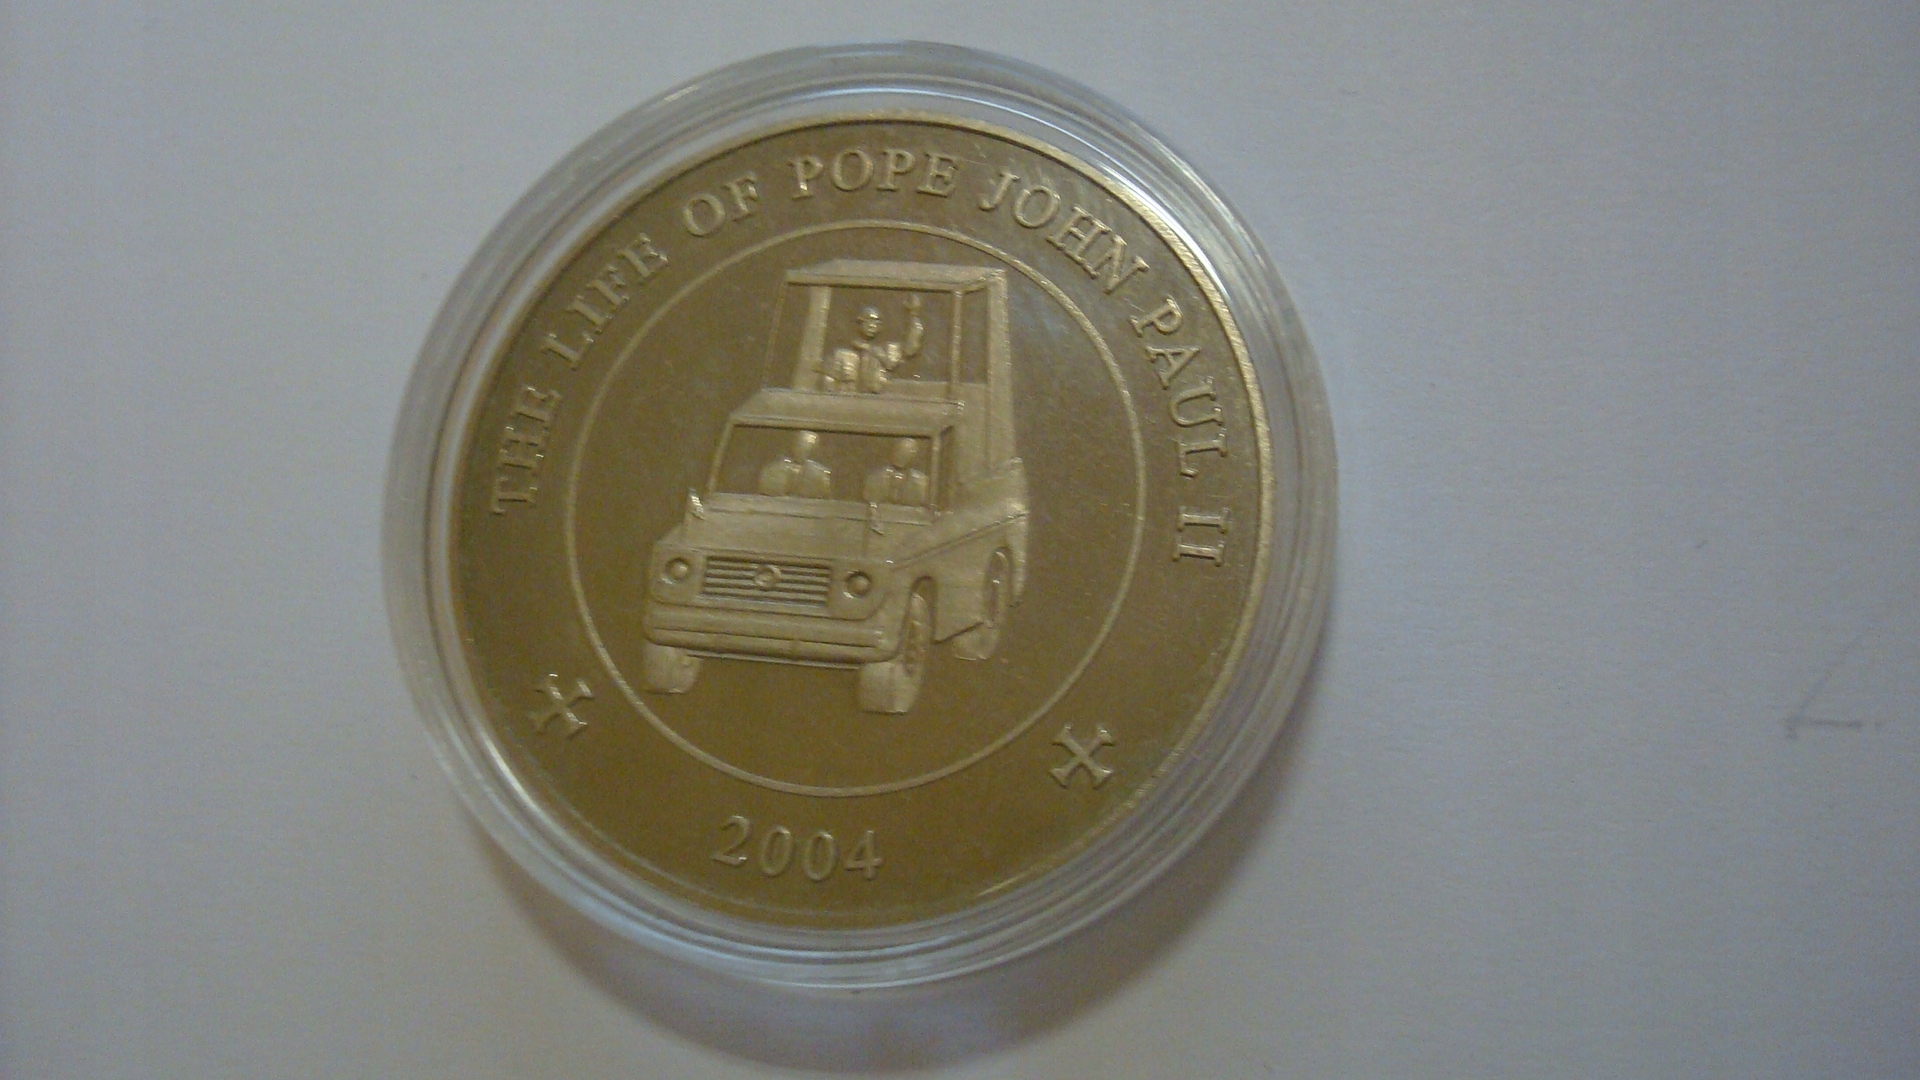 THE LIFE OF POPE JOHN PAUL II
2004